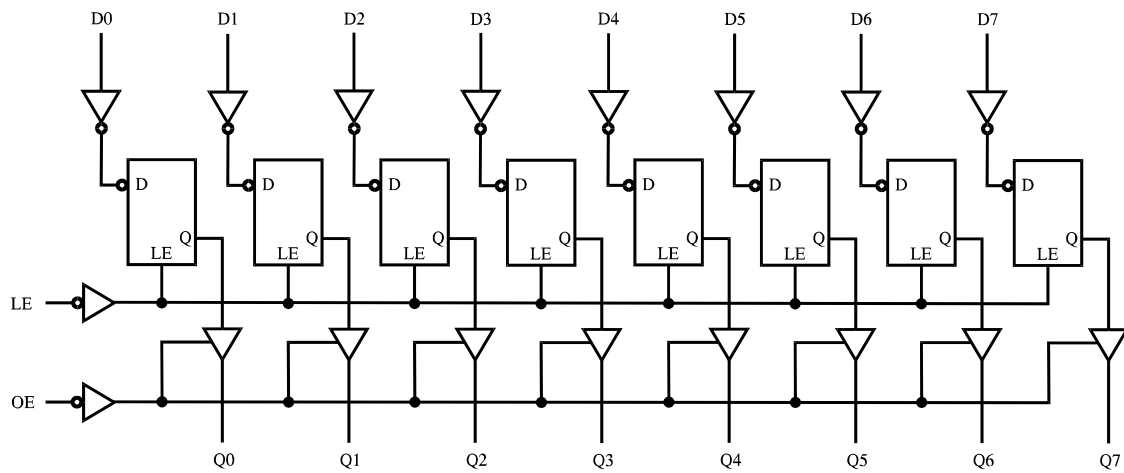 D0 D1 D2 D3 D4 D5 D6 D7
D D D D D D D D
Q Q Q Q Q Q Q Q
LE LE LE LE LE LE LE LE
LE
OE
Q0 Q1 Q2 Q3 Q4 Q5 Q6 Q7